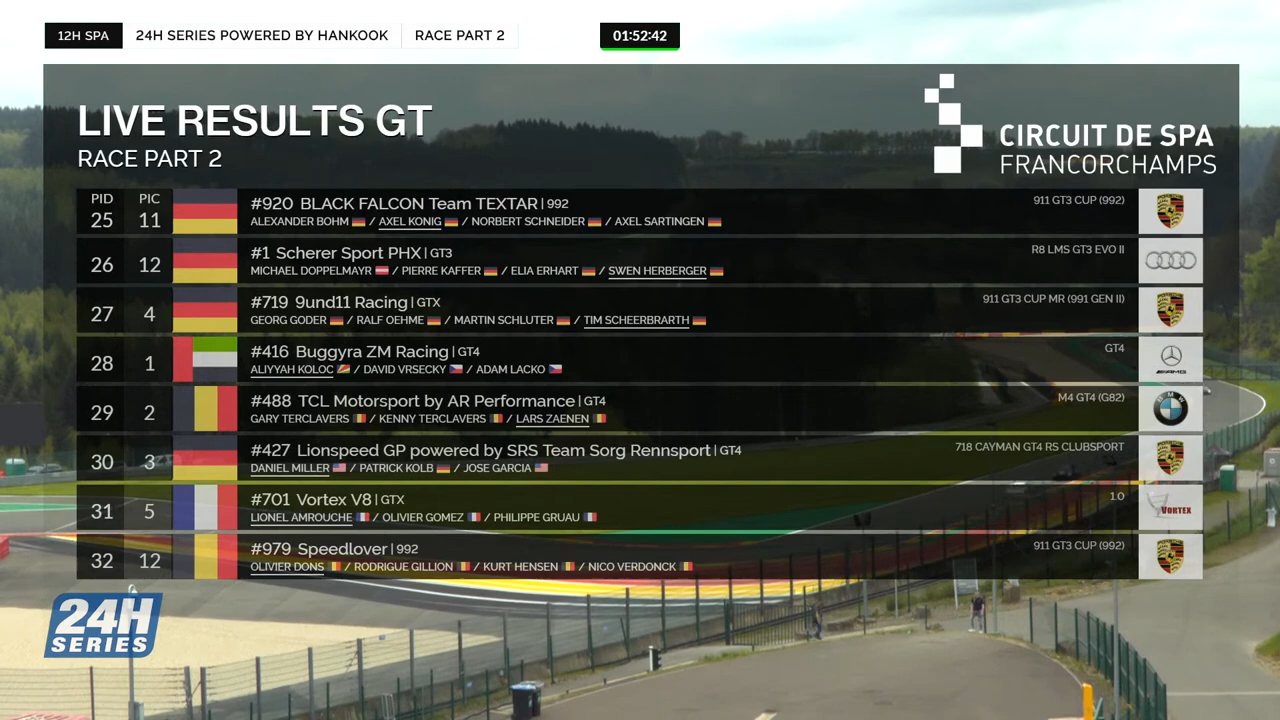 12H SPA 24H SERIES POWERED BY HANKOOK RACE PART 2 01:52:42
LIVE RESULTS GT
RACE PART 2
CIRCUIT DE SPA
FRANCORCHAMPS
PID PIC
25 11 #920 BLACK FALCON Team TEXTAR | 992 911 GT3 CUP (992)
ALEXANDER BOHM / AXEL KONIG / NORBERT SCHNEIDER / AXEL SARTINGEN
26 12 #1 Scherer Sport PHX | GT3 R8 LMS GT3 EVO II
MICHAEL DOPPELMAYR / PIERRE KAFFER / ELIA ERHART / SWEN HERBERGER
27 4 #719 9und11 Racing | GTX 911 GT3 CUP MR (991 GEN II)
GEORG GODER / RALF OEHME / MARTIN SCHLUTER / TIM SCHEERBRARTH
28 1 #416 Buggyra ZM Racing | GT4 GT4
ALIYYAH KOLOC / DAVID VRSECKY / ADAM LACKO
AMG
29 2 #488 TCL Motorsport by AR Performance | GT4 M4 GT4 (G82)
GARY TERCLAVERS / KENNY TERCLAVERS / LARS ZAENEN
BMW
30 3 #427 Lionspeed GP powered by SRS Team Sorg Rennsport | GT4 718 CAYMAN GT4 RS CLUBSPORT
DANIEL MILLER / PATRICK KOLB / JOSE GARCIA
31 5 #701 Vortex V8 | GTX 1.0
LIONEL AMROUCHE / OLIVIER GOMEZ / PHILIPPE GRUAU
VORTEX
32 12 #979 Speedlover | 992 911 GT3 CUP (992)
OLIVIER DONS / RODRIGUE GILLION / KURT HENSEN / NICO VERDONCK
24H
SERIES